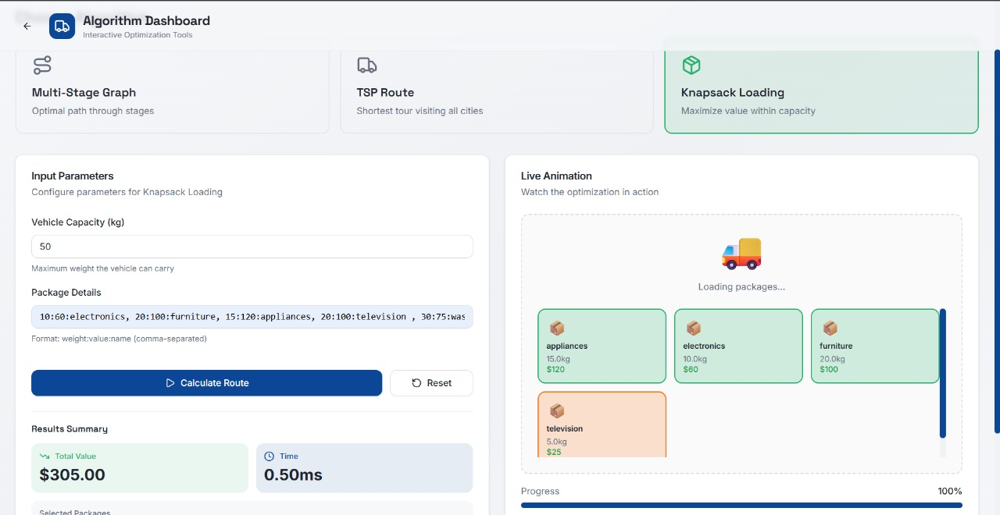 Algorithm Dashboard
Interactive Optimization Tools
Multi-Stage Graph
Optimal path through stages
TSP Route
Shortest tour visiting all cities
Knapsack Loading
Maximize value within capacity
Input Parameters
Configure parameters for Knapsack Loading
Vehicle Capacity (kg)
50
Maximum weight the vehicle can carry
Package Details
10:60:electronics, 20:100:furniture, 15:120:appliances, 20:100:television , 30:75:was
Format: weight:value:name (comma-separated)
Calculate Route
Reset
Results Summary
Total Value
$305.00
Time
0.50ms
Selected Packages
Live Animation
Watch the optimization in action
Loading packages...
appliances
15.0kg
$120
electronics
10.0kg
$60
furniture
20.0kg
$100
television
5.0kg
$25
Progress
100%